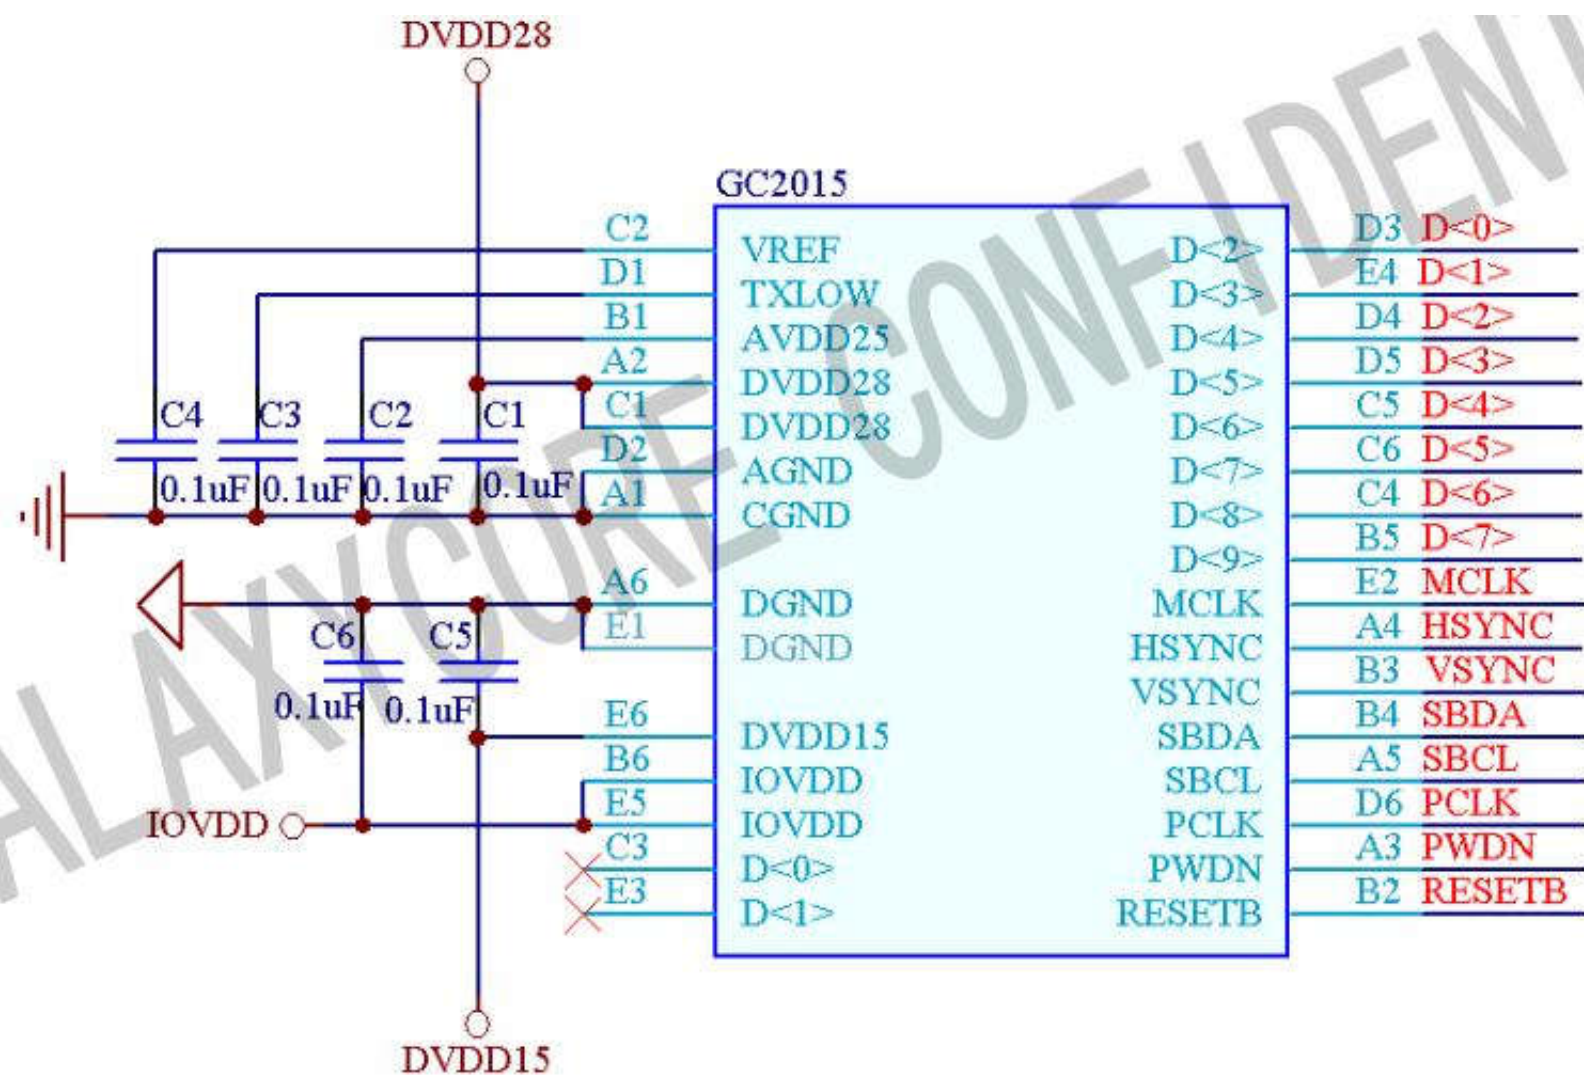 DVDD28
GC2015
C2 VREF D<2> D3 D<0>
D1 TXLOW D<3> E4 D<1>
B1 AVDD25 D<4> D4 D<2>
A2 DVDD28 D<5> D5 D<3>
C4 C3 C2 C1 C1 DVDD28 D<6> C5 D<4>
D2 AGND D<7> C6 D<5>
0.1uF 0.1uF 0.1uF 0.1uF A1 CGND D<8> C4 D<6>
D<9> B5 D<7>
A6 DGND MCLK E2 MCLK
C6 C5 E1 DGND HSYNC A4 HSYNC
0.1uF 0.1uF VSYNC B3 VSYNC
E6 DVDD15 SBDA B4 SBDA
B6 IOVDD SBCL A5 SBCL
IOVDD E5 IOVDD PCLK D6 PCLK
C3 D<0> PWDN A3 PWDN
E3 D<1> RESETB B2 RESETB
DVDD15
ALAXYCORE CONFIDEN